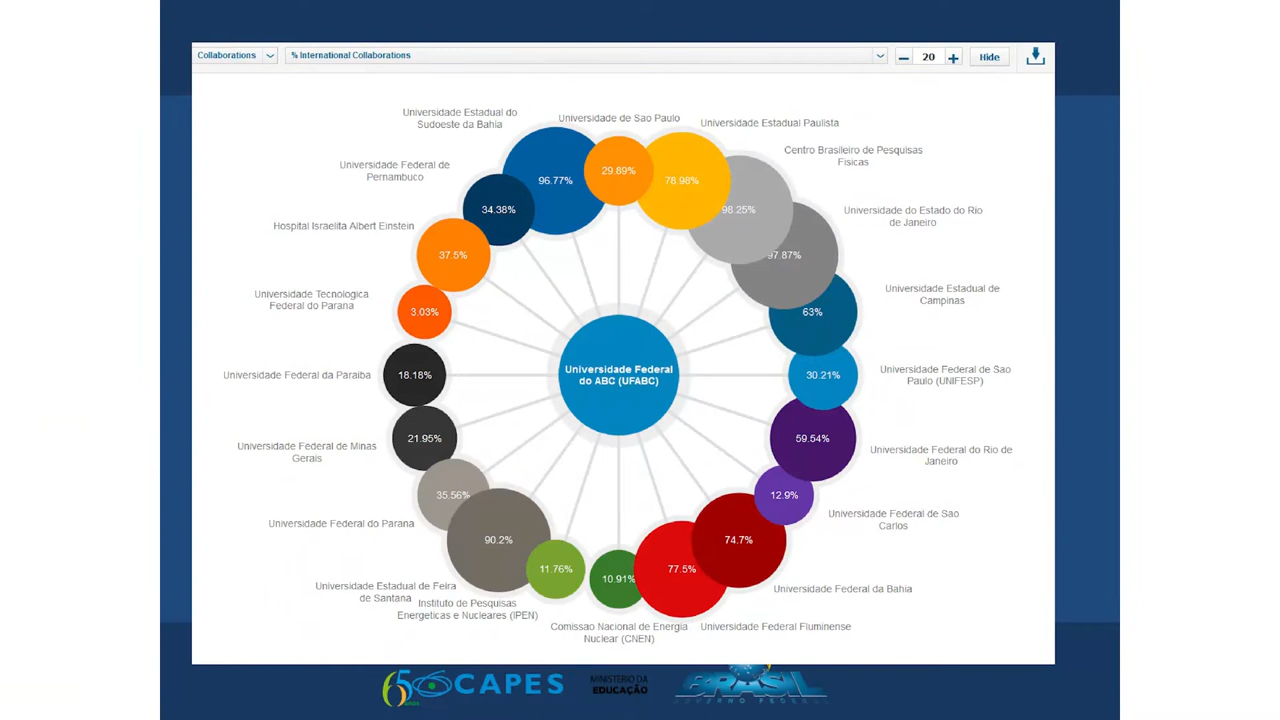 Collaborations
% International Collaborations
20
Hide
Universidade Estadual do
Sudoeste da Bahia
Universidade de Sao Paulo
Universidade Estadual Paulista
Centro Brasileiro de Pesquisas
Fisicas
Universidade Federal de
Pernambuco
96.77%
29.89%
78.98%
34.38%
98.25%
Universidade do Estado do Rio
de Janeiro
Hospital Israelita Albert Einstein
37.5%
97.87%
Universidade Tecnologica
Federal do Parana
3.03%
63%
Universidade Estadual de
Campinas
Universidade Federal da Paraiba
18.18%
Universidade Federal
do ABC (UFABC)
30.21%
Universidade Federal de Sao
Paulo (UNIFESP)
Universidade Federal de Minas
Gerais
21.95%
59.54%
Universidade Federal do Rio de
Janeiro
Universidade Federal do Parana
35.56%
12.9%
Universidade Federal de Sao
Carlos
90.2%
74.7%
11.76%
10.91%
77.5%
Universidade Estadual de Feira
de Santana
Instituto de Pesquisas
Energeticas e Nucleares (IPEN)
Universidade Federal da Bahia
Comissao Nacional de Energia
Nuclear (CNEN)
Universidade Federal Fluminense
65
anos
CAPES
MINISTÉRIO DA
EDUCAÇÃO
BRASIL
GOVERNO FEDERAL